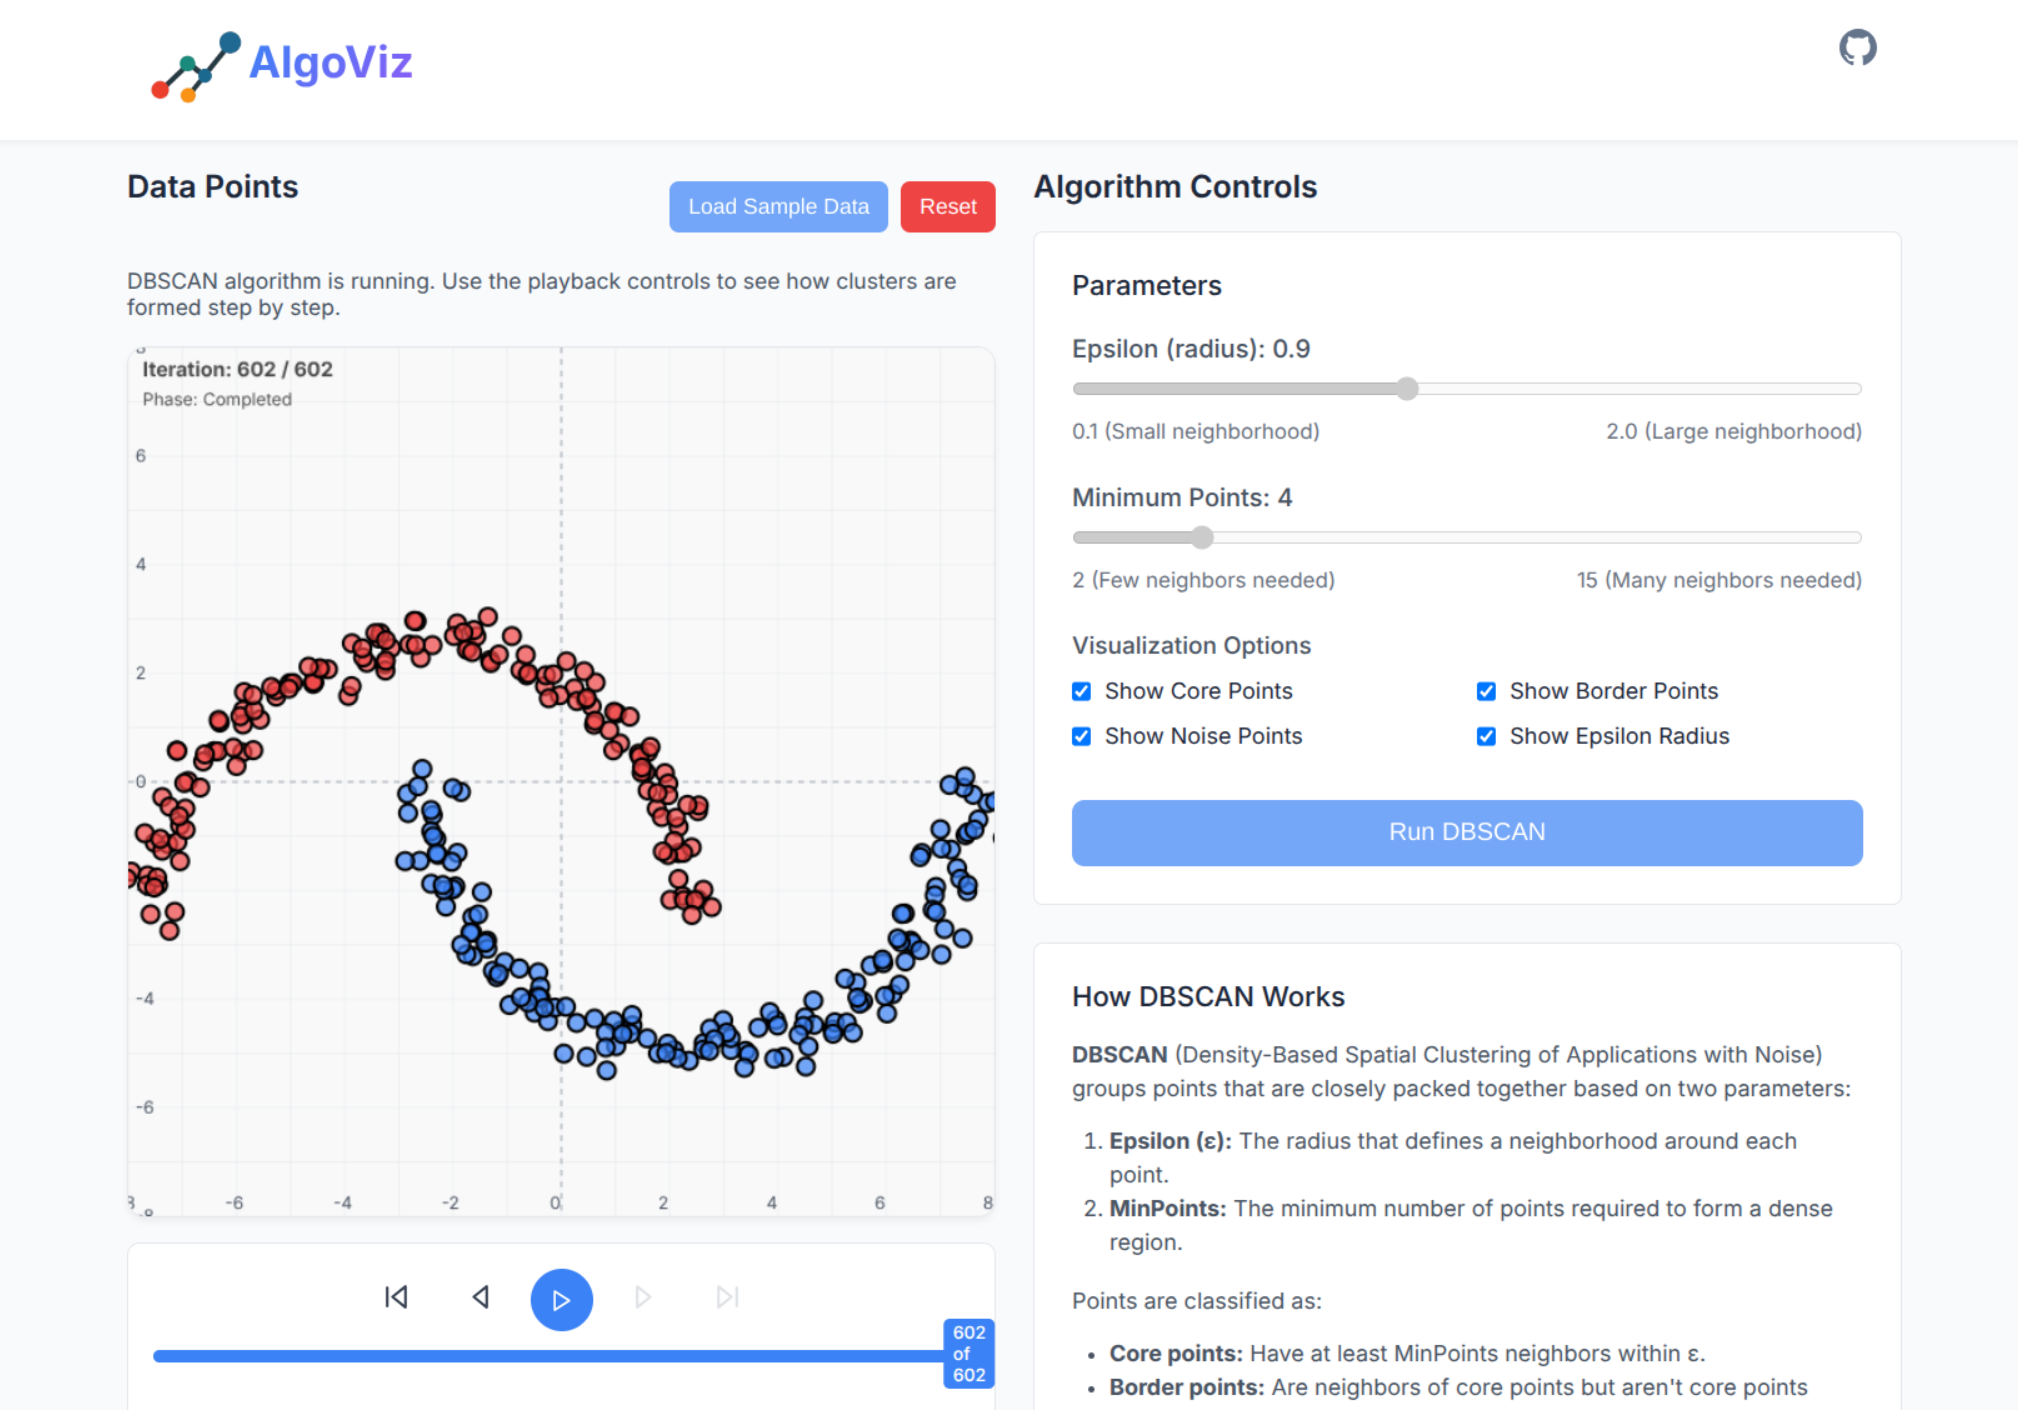 AlgoViz
Data Points
Load Sample Data
Reset
DBSCAN algorithm is running. Use the playback controls to see how clusters are
formed step by step.
Iteration: 602 / 602
Phase: Completed
6
4
2
0
-4
-6
-8
-6
-4
-2
0
2
4
6
8
602
of
602
Algorithm Controls
Parameters
Epsilon (radius): 0.9
0.1 (Small neighborhood)
2.0 (Large neighborhood)
Minimum Points: 4
2 (Few neighbors needed)
15 (Many neighbors needed)
Visualization Options
Show Core Points
Show Border Points
Show Noise Points
Show Epsilon Radius
Run DBSCAN
How DBSCAN Works
DBSCAN (Density-Based Spatial Clustering of Applications with Noise)
groups points that are closely packed together based on two parameters:
1. Epsilon (ε): The radius that defines a neighborhood around each
point.
2. MinPoints: The minimum number of points required to form a dense
region.
Points are classified as:
• Core points: Have at least MinPoints neighbors within ε.
• Border points: Are neighbors of core points but aren't core points